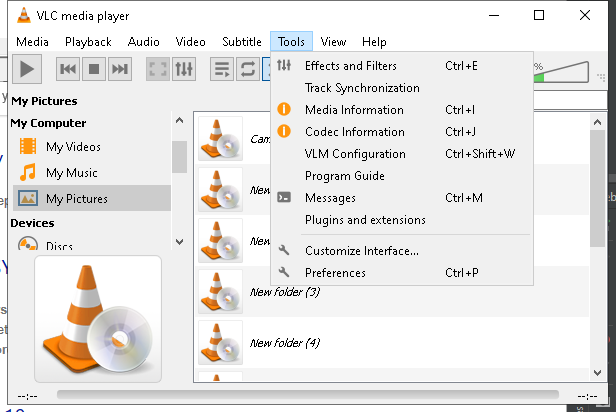 VLC media player
Media Playback Audio Video Subtitle Tools View Help
%
Effects and Filters Ctrl+E
Track Synchronization
Media Information Ctrl+I
Codec Information Ctrl+J
VLM Configuration Ctrl+Shift+W
Program Guide
Messages Ctrl+M
Plugins and extensions
Customize Interface...
Preferences Ctrl+P
My Pictures
My Computer
My Videos
My Music
My Pictures
Devices
Discs
Cam
New
New
New folder (3)
New folder (4)
--:-- --:--